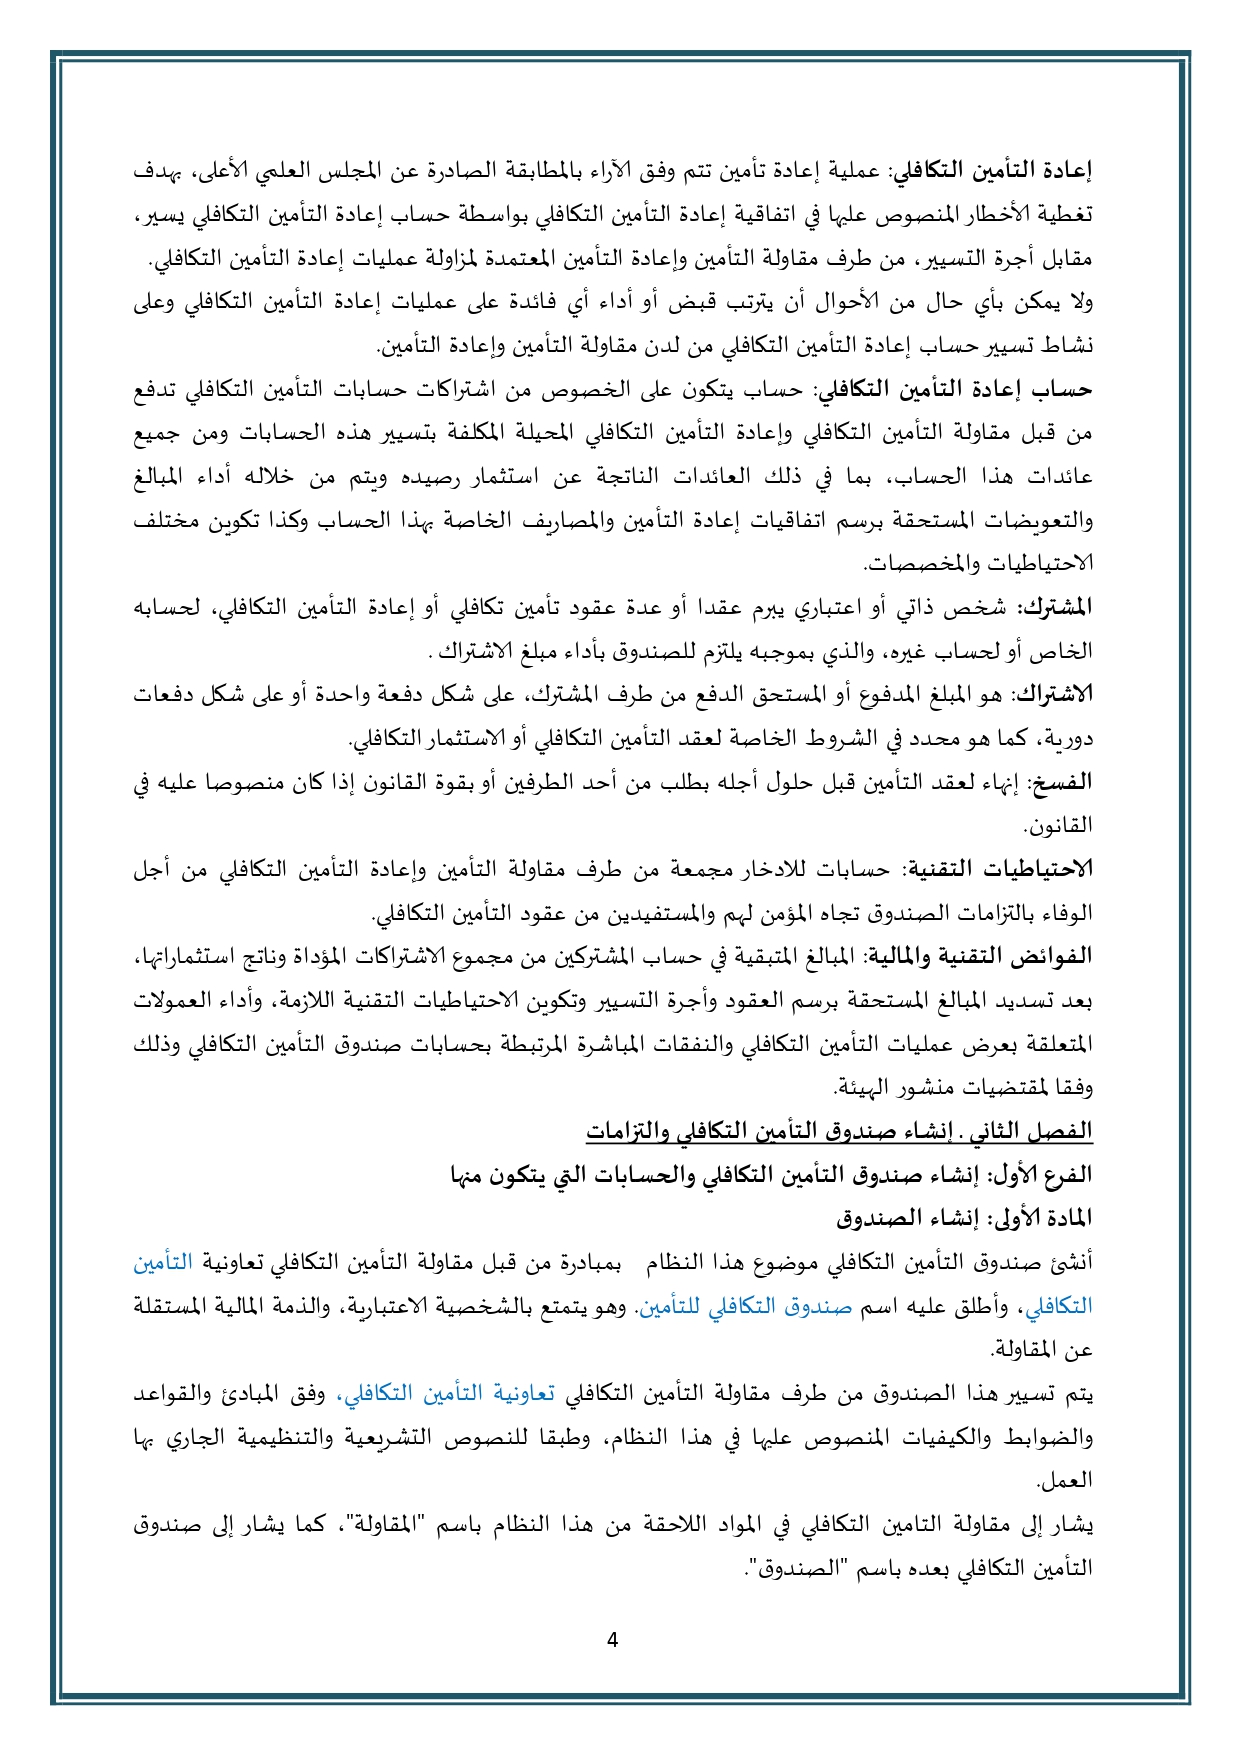 إعادة التأمين التكافلي: عملية إعادة تأمين تتم وفق الآراء بالمطابقة الصادرة عن المجلس العلمي الأعلى، بهدف
تغطية الأخطار المنصوص عليها في اتفاقية إعادة التأمين التكافلي بواسطة حساب إعادة التأمين التكافلي يسير،
مقابل أجرة التسيير، من طرف مقاولة التأمين وإعادة التأمين المعتمدة لمزاولة عمليات إعادة التأمين التكافلي.
ولا يمكن بأي حال من الأحوال أن يترتب قبض أو أداء أي فائدة على عمليات إعادة التأمين التكافلي وعلى
نشاط تسيير حساب إعادة التأمين التكافلي من لدن مقاولة التأمين وإعادة التأمين.
حساب إعادة التأمين التكافلي: حساب يتكون على الخصوص من اشتراكات حسابات التأمين التكافلي تدفع
من قبل مقاولة التأمين التكافلي وإعادة التأمين التكافلي المحيلة المكلفة بتسيير هذه الحسابات ومن جميع
عائدات هذا الحساب، بما في ذلك العائدات الناتجة عن استثمار رصيده ويتم من خلاله أداء المبالغ
والتعويضات المستحقة برسم اتفاقيات إعادة التأمين والمصاريف الخاصة بهذا الحساب وكذا تكوين مختلف
الاحتياطيات والمخصصات.
المشترك: شخص ذاتي أو اعتباري يبرم عقدا أو عدة عقود تأمين تكافلي أو إعادة التأمين التكافلي، لحسابه
الخاص أو لحساب غيره، والذي بموجبه يلتزم للصندوق بأداء مبلغ الاشتراك .
الاشتراك: هو المبلغ المدفوع أو المستحق الدفع من طرف المشترك، على شكل دفعة واحدة أو على شكل دفعات
دورية، كما هو محدد في الشروط الخاصة لعقد التأمين التكافلي أو الاستثمار التكافلي.
الفسخ: إنهاء لعقد التأمين قبل حلول أجله بطلب من أحد الطرفين أو بقوة القانون إذا كان منصوصا عليه في
القانون.
الاحتياطيات التقنية: حسابات للادخار مجمعة من طرف مقاولة التأمين وإعادة التأمين التكافلي من أجل
الوفاء بالتزامات الصندوق تجاه المؤمن لهم والمستفيدين من عقود التأمين التكافلي.
الفوائض التقنية والمالية: المبالغ المتبقية في حساب المشتركين من مجموع الاشتراكات المؤداة وناتج استثماراتها،
بعد تسديد المبالغ المستحقة برسم العقود وأجرة التسيير وتكوين الاحتياطيات التقنية اللازمة، وأداء العمولات
المتعلقة بعرض عمليات التأمين التكافلي والنفقات المباشرة المرتبطة بحسابات صندوق التأمين التكافلي وذلك
وفقا لمقتضيات منشور الهيئة.
الفصل الثاني . إنشاء صندوق التأمين التكافلي والتزامات
الفرع الأول: إنشاء صندوق التأمين التكافلي والحسابات التي يتكون منها
المادة الأولى: إنشاء الصندوق
أنشئ صندوق التأمين التكافلي موضوع هذا النظام بمبادرة من قبل مقاولة التأمين التكافلي تعاونية التأمين
التكافلي، وأطلق عليه اسم صندوق التكافلي للتأمين. وهو يتمتع بالشخصية الاعتبارية، والذمة المالية المستقلة
عن المقاولة.
يتم تسيير هذا الصندوق من طرف مقاولة التأمين التكافلي تعاونية التأمين التكافلي، وفق المبادئ والقواعد
والضوابط والكيفيات المنصوص عليها في هذا النظام، وطبقا للنصوص التشريعية والتنظيمية الجاري بها
العمل.
يشار إلى مقاولة التامين التكافلي في المواد اللاحقة من هذا النظام باسم "المقاولة"، كما يشار إلى صندوق
التأمين التكافلي بعده باسم "الصندوق".
4